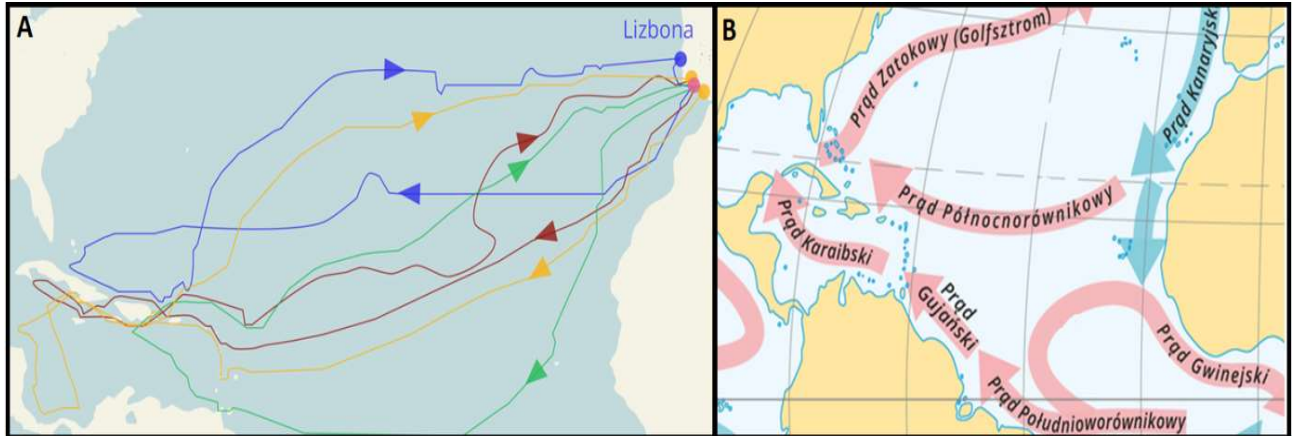 A
Lizbona
B
Prąd Zatokowy (Golfsztrom)
Prąd Kanaryjski
Prąd Północnorównikowy
Prąd Karaibski
Prąd
Gujański
Prąd Gwinejski
Prąd Południoworównikowy